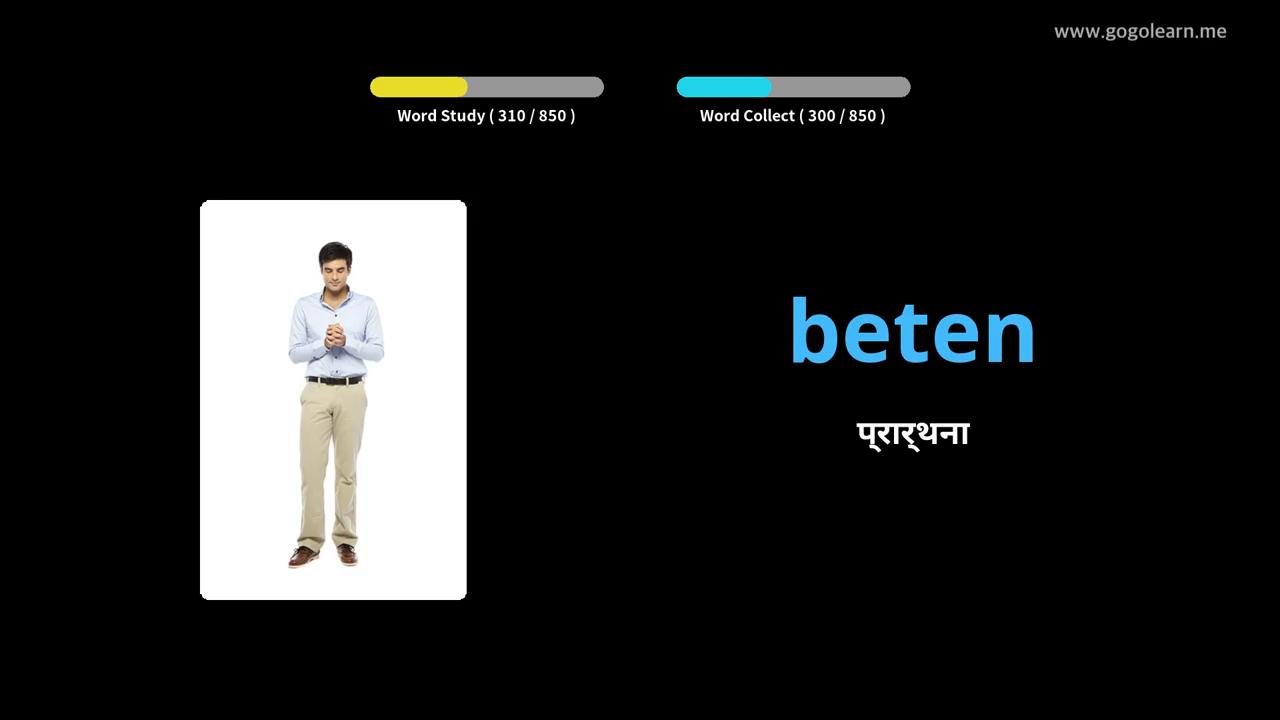 www.gogolearn.me
Word Study ( 310 / 850 )
Word Collect ( 300 / 850 )
beten
प्रार्थना